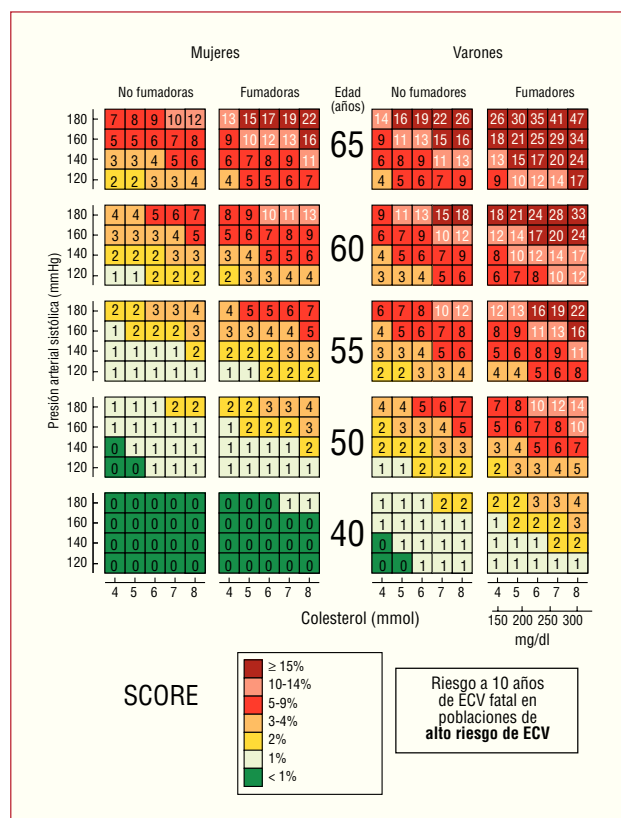 Mujeres Varones
No fumadoras Fumadoras Edad (años) No fumadores Fumadores
Presión arterial sistólica (mmHg)
180 7 8 9 10 12 13 15 17 19 22 14 16 19 22 26 26 30 35 41 47
160 5 5 6 7 8 9 10 12 13 16 9 11 13 15 16 18 21 25 29 34
65
140 3 3 4 5 6 6 7 8 9 11 6 8 9 11 13 13 15 17 20 24
120 2 2 3 3 4 4 5 5 6 7 4 5 6 7 9 9 10 12 14 17
180 4 4 5 6 7 8 9 10 11 13 9 11 13 15 18 18 21 24 28 33
160 3 3 3 4 5 5 6 7 8 9 6 7 9 10 12 12 14 17 20 24
60
140 2 2 2 3 3 3 4 5 5 6 4 5 6 7 9 8 10 12 14 17
120 1 1 2 2 2 2 3 3 4 4 3 3 4 5 6 6 7 8 10 12
180 2 2 3 3 4 4 5 5 6 7 6 7 8 10 12 12 13 16 19 22
160 1 2 2 2 3 3 3 4 4 5 4 5 6 7 8 8 9 11 13 16
55
140 1 1 1 1 2 2 2 2 3 3 3 3 4 5 6 5 6 8 9 11
120 1 1 1 1 1 1 1 2 2 2 2 2 3 3 4 4 4 5 6 8
180 1 1 1 2 2 2 2 3 3 4 4 4 5 6 7 7 8 10 12 14
160 1 1 1 1 1 1 2 2 2 3 2 3 3 4 5 5 6 7 8 10
50
140 0 1 1 1 1 1 1 1 1 2 2 2 2 3 3 3 4 5 6 7
120 0 0 1 1 1 1 1 1 1 1 1 1 2 2 2 2 3 3 4 5
180 0 0 0 0 0 0 0 0 1 1 1 1 1 2 2 2 2 3 3 4
160 0 0 0 0 0 0 0 0 0 0 1 1 1 1 1 1 2 2 2 3
40
140 0 0 0 0 0 0 0 0 0 0 0 1 1 1 1 1 1 1 2 2
120 0 0 0 0 0 0 0 0 0 0 0 0 1 1 1 1 1 1 1 1
4 5 6 7 8 4 5 6 7 8 4 5 6 7 8 4 5 6 7 8
Colesterol (mmol)
150 200 250 300
mg/dl
SCORE
≥ 15%
10-14%
5-9%
3-4%
2%
1%
< 1%
Riesgo a 10 años
de ECV fatal en
poblaciones de
alto riesgo de ECV